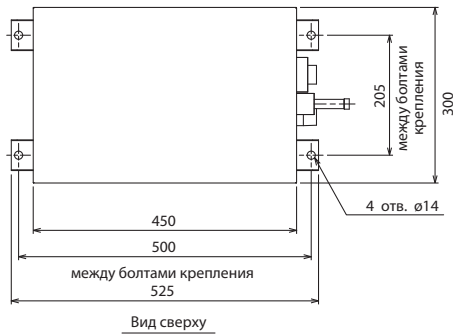 205
между болтами
крепления
300
4 отв. ø14
450
500
между болтами крепления
525
Вид сверху